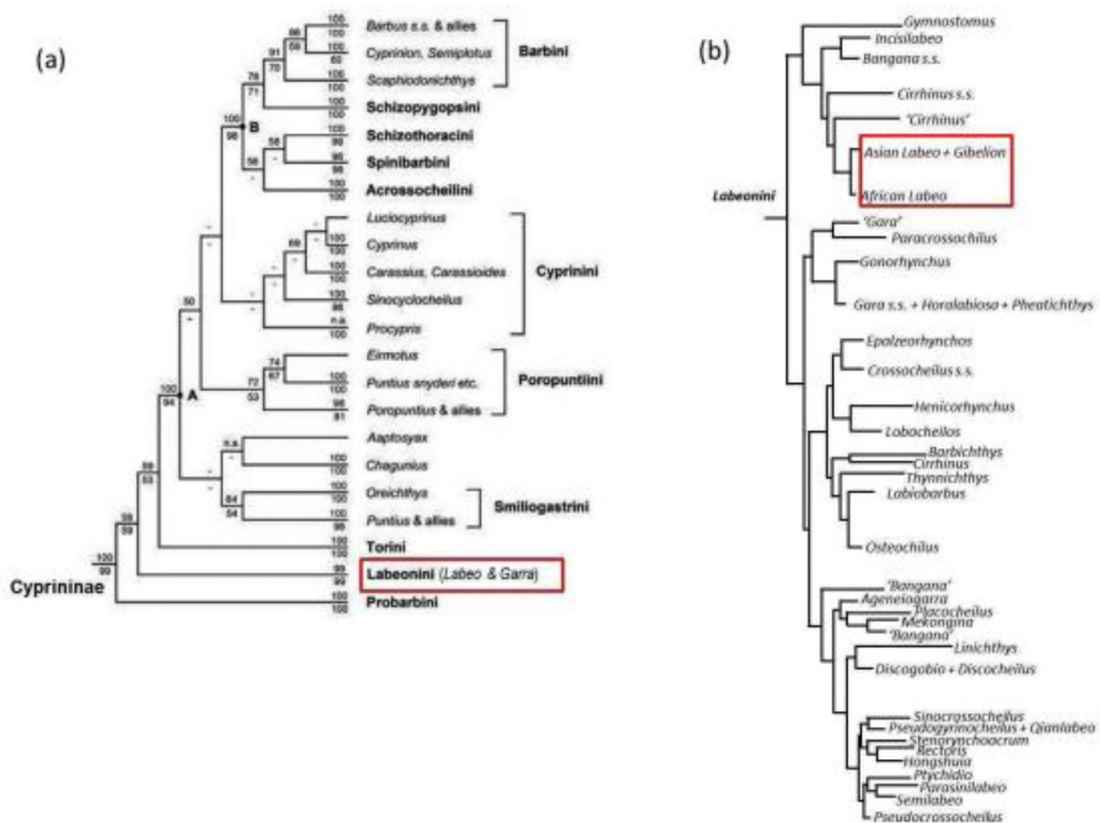 (a)
Barbus s.s. & allies
Cyprinion, Semiplotus
Scaphiodonichthys
Barbini
Schizopygopsini
Schizothoracini
Spinibarbini
Acrossocheilini
Luciocyprinus
Cyprinus
Carassius, Carassioides
Sinocyclocheilus
Procypris
Cyprinini
Eirmotus
Puntius snyderi etc.
Poropuntius & allies
Poropuntiini
Aaptosyax
Chagunius
Oreichthys
Puntius & allies
Smiliogastrini
Torini
Labeonini (Labeo & Garra)
Probarbini
Cyprininae
A
B
(b)
Labeonini
Gymnostomus
Incisilabeo
Bangana s.s.
Cirrhinus s.s.
'Cirrhinus'
Asian Labeo + Gibelion
African Labeo
'Gara'
Paracrossochilus
Gonorhynchus
Gara s.s. + Horalabiosa + Pheatichthys
Epalzeorhynchos
Crossocheilus s.s.
Henicorhynchus
Lobocheilos
Barbichthys
Cirrhinus
Thynnichthys
Labiobarbus
Osteochilus
'Bangana'
Ageneiogarra
Placocheilus
Mekongina
'Bangana'
Linichthys
Discogobio + Discocheilus
Sinocrossocheilus
Pseudogyrinocheilus + Qianlabeo
Stenorynchoacrum
Rectoris
Hongshuia
Ptychidio
Parasinilabeo
Semilabeo
Pseudocrossocheilus